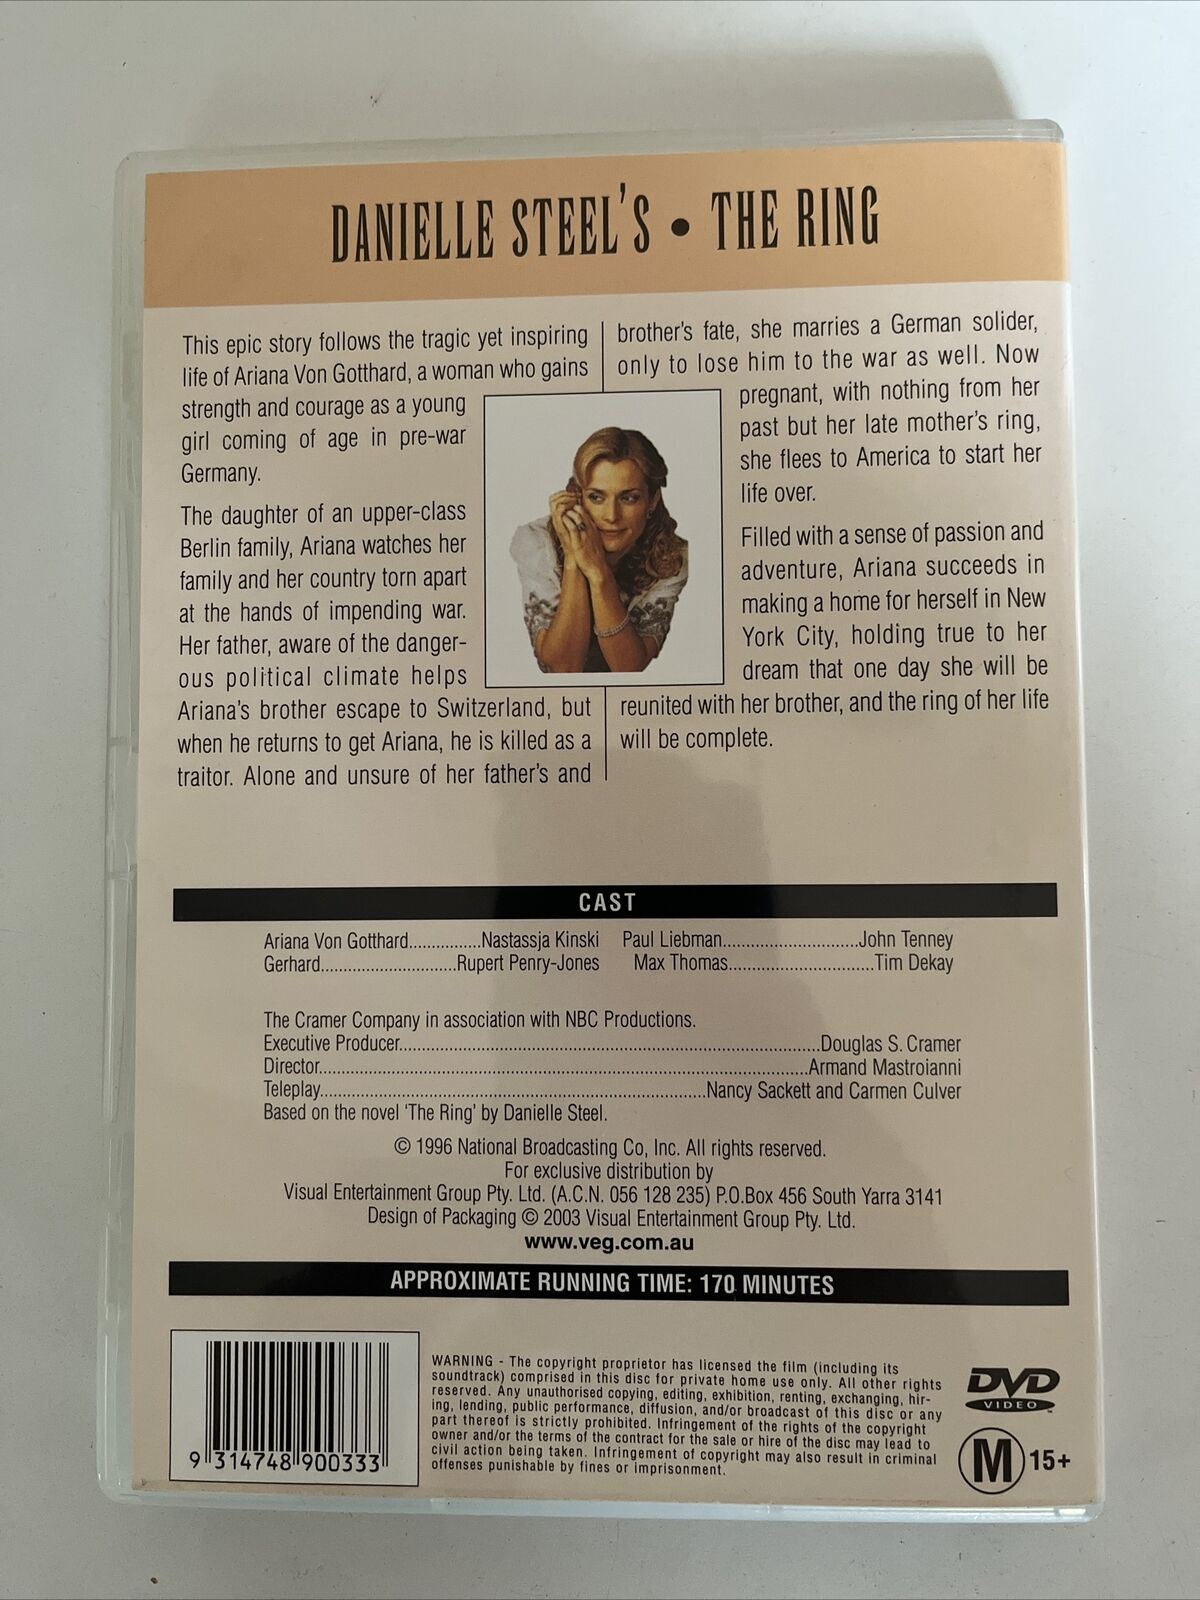 DANIELLE STEEL'S • THE RING
This epic story follows the tragic yet inspiring
life of Ariana Von Gotthard, a woman who gains
strength and courage as a young
girl coming of age in pre-war
Germany.
The daughter of an upper-class
Berlin family, Ariana watches her
family and her country torn apart
at the hands of impending war.
Her father, aware of the danger-
ous political climate helps
Ariana's brother escape to Switzerland, but
when he returns to get Ariana, he is killed as a
traitor. Alone and unsure of her father's and
brother's fate, she marries a German solider,
only to lose him to the war as well. Now
pregnant, with nothing from her
past but her late mother's ring,
she flees to America to start her
life over.
Filled with a sense of passion and
adventure, Ariana succeeds in
making a home for herself in New
York City, holding true to her
dream that one day she will be
reunited with her brother, and the ring of her life
will be complete.
CAST
Ariana Von Gotthard................Nastassja Kinski Paul Liebman..............................John Tenney
Gerhard..............................Rupert Penry-Jones Max Thomas................................Tim Dekay
The Cramer Company in association with NBC Productions.
Executive Producer..............................................................................................Douglas S. Cramer
Director.............................................................................................................Armand Mastroianni
Teleplay......................................................................................Nancy Sackett and Carmen Culver
Based on the novel 'The Ring' by Danielle Steel.
© 1996 National Broadcasting Co, Inc. All rights reserved.
For exclusive distribution by
Visual Entertainment Group Pty. Ltd. (A.C.N. 056 128 235) P.O.Box 456 South Yarra 3141
Design of Packaging © 2003 Visual Entertainment Group Pty. Ltd.
www.veg.com.au
APPROXIMATE RUNNING TIME: 170 MINUTES
9 314748 900333
WARNING - The copyright proprietor has licensed the film (including its
soundtrack) comprised in this disc for private home use only. All other rights
reserved. Any unauthorised copying, editing, exhibition, renting, exchanging, hir-
ing, lending, public performance, diffusion, and/or broadcast of this disc or any
part thereof is strictly prohibited. Infringement of the rights of the copyright
owner and/or the terms of the contract for the sale or hire of the disc may lead to
civil action being taken. Infringement of copyright may also result in criminal
offenses punishable by fines or imprisonment.
DVD
VIDEO™
M 15+